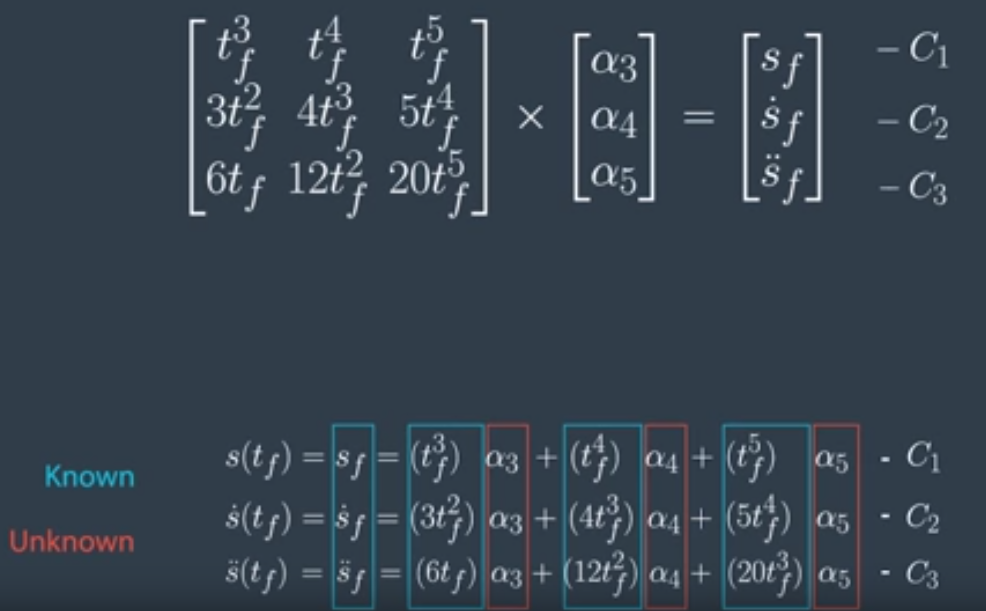 [t_f^3 t_f^4 t_f^5] [α_3] [s_f] − C_1
[3t_f^2 4t_f^3 5t_f^4] × [α_4] = [ṡ_f] − C_2
[6t_f 12t_f^2 20t_f^5] [α_5] [s̈_f] − C_3
s(t_f) = s_f = (t_f^3) α_3 + (t_f^4) α_4 + (t_f^5) α_5 - C_1
Known
ṡ(t_f) = ṡ_f = (3t_f^2) α_3 + (4t_f^3) α_4 + (5t_f^4) α_5 - C_2
Unknown
s̈(t_f) = s̈_f = (6t_f) α_3 + (12t_f^2) α_4 + (20t_f^3) α_5 - C_3